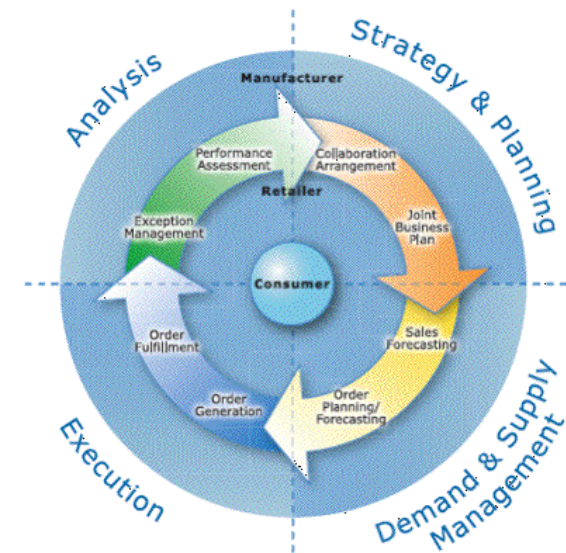 Analysis
Strategy & Planning
Manufacturer
Performance
Assessment
Collaboration
Arrangement
Retailer
Exception
Management
Joint
Business
Plan
Consumer
Order
Fulfillment
Sales
Forecasting
Order
Generation
Order
Planning/
Forecasting
Execution
Demand & Supply
Management